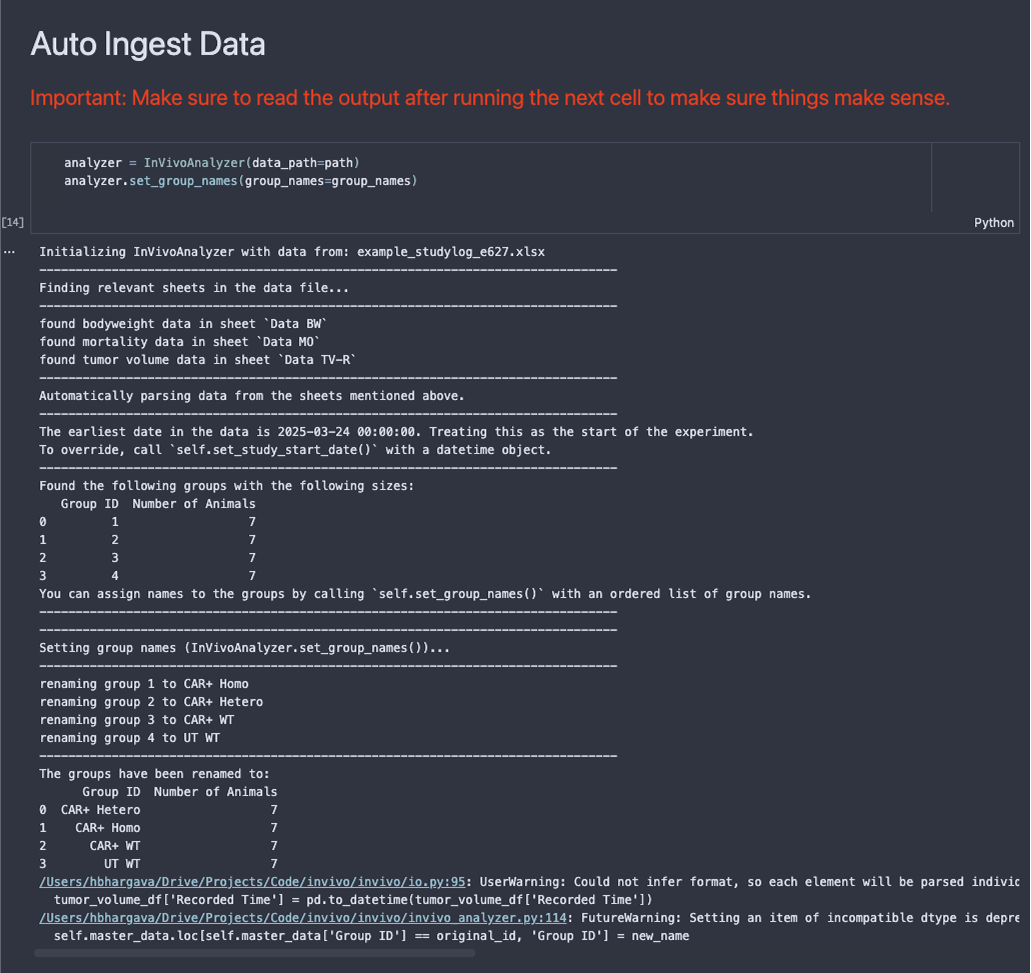 Auto Ingest Data
Important: Make sure to read the output after running the next cell to make sure things make sense.
analyzer = InVivoAnalyzer(data_path=path)
analyzer.set_group_names(group_names=group_names)
[14]
Python
...
Initializing InVivoAnalyzer with data from: example_studylog_e627.xlsx
--------------------------------------------------------------------------------
Finding relevant sheets in the data file...
--------------------------------------------------------------------------------
found bodyweight data in sheet `Data BW`
found mortality data in sheet `Data MO`
found tumor volume data in sheet `Data TV-R`
--------------------------------------------------------------------------------
Automatically parsing data from the sheets mentioned above.
--------------------------------------------------------------------------------
The earliest date in the data is 2025-03-24 00:00:00. Treating this as the start of the experiment.
To override, call `self.set_study_start_date()` with a datetime object.
--------------------------------------------------------------------------------
Found the following groups with the following sizes:
   Group ID  Number of Animals
0         1                  7
1         2                  7
2         3                  7
3         4                  7
You can assign names to the groups by calling `self.set_group_names()` with an ordered list of group names.
--------------------------------------------------------------------------------
--------------------------------------------------------------------------------
Setting group names (InVivoAnalyzer.set_group_names())...
--------------------------------------------------------------------------------
renaming group 1 to CAR+ Homo
renaming group 2 to CAR+ Hetero
renaming group 3 to CAR+ WT
renaming group 4 to UT WT
--------------------------------------------------------------------------------
The groups have been renamed to:
      Group ID  Number of Animals
0  CAR+ Hetero                  7
1    CAR+ Homo                  7
2      CAR+ WT                  7
3        UT WT                  7
/Users/hbhargava/Drive/Projects/Code/invivo/invivo/io.py:95: UserWarning: Could not infer format, so each element will be parsed individ
  tumor_volume_df['Recorded Time'] = pd.to_datetime(tumor_volume_df['Recorded Time'])
/Users/hbhargava/Drive/Projects/Code/invivo/invivo/invivo_analyzer.py:114: FutureWarning: Setting an item of incompatible dtype is depre
  self.master_data.loc[self.master_data['Group ID'] == original_id, 'Group ID'] = new_name